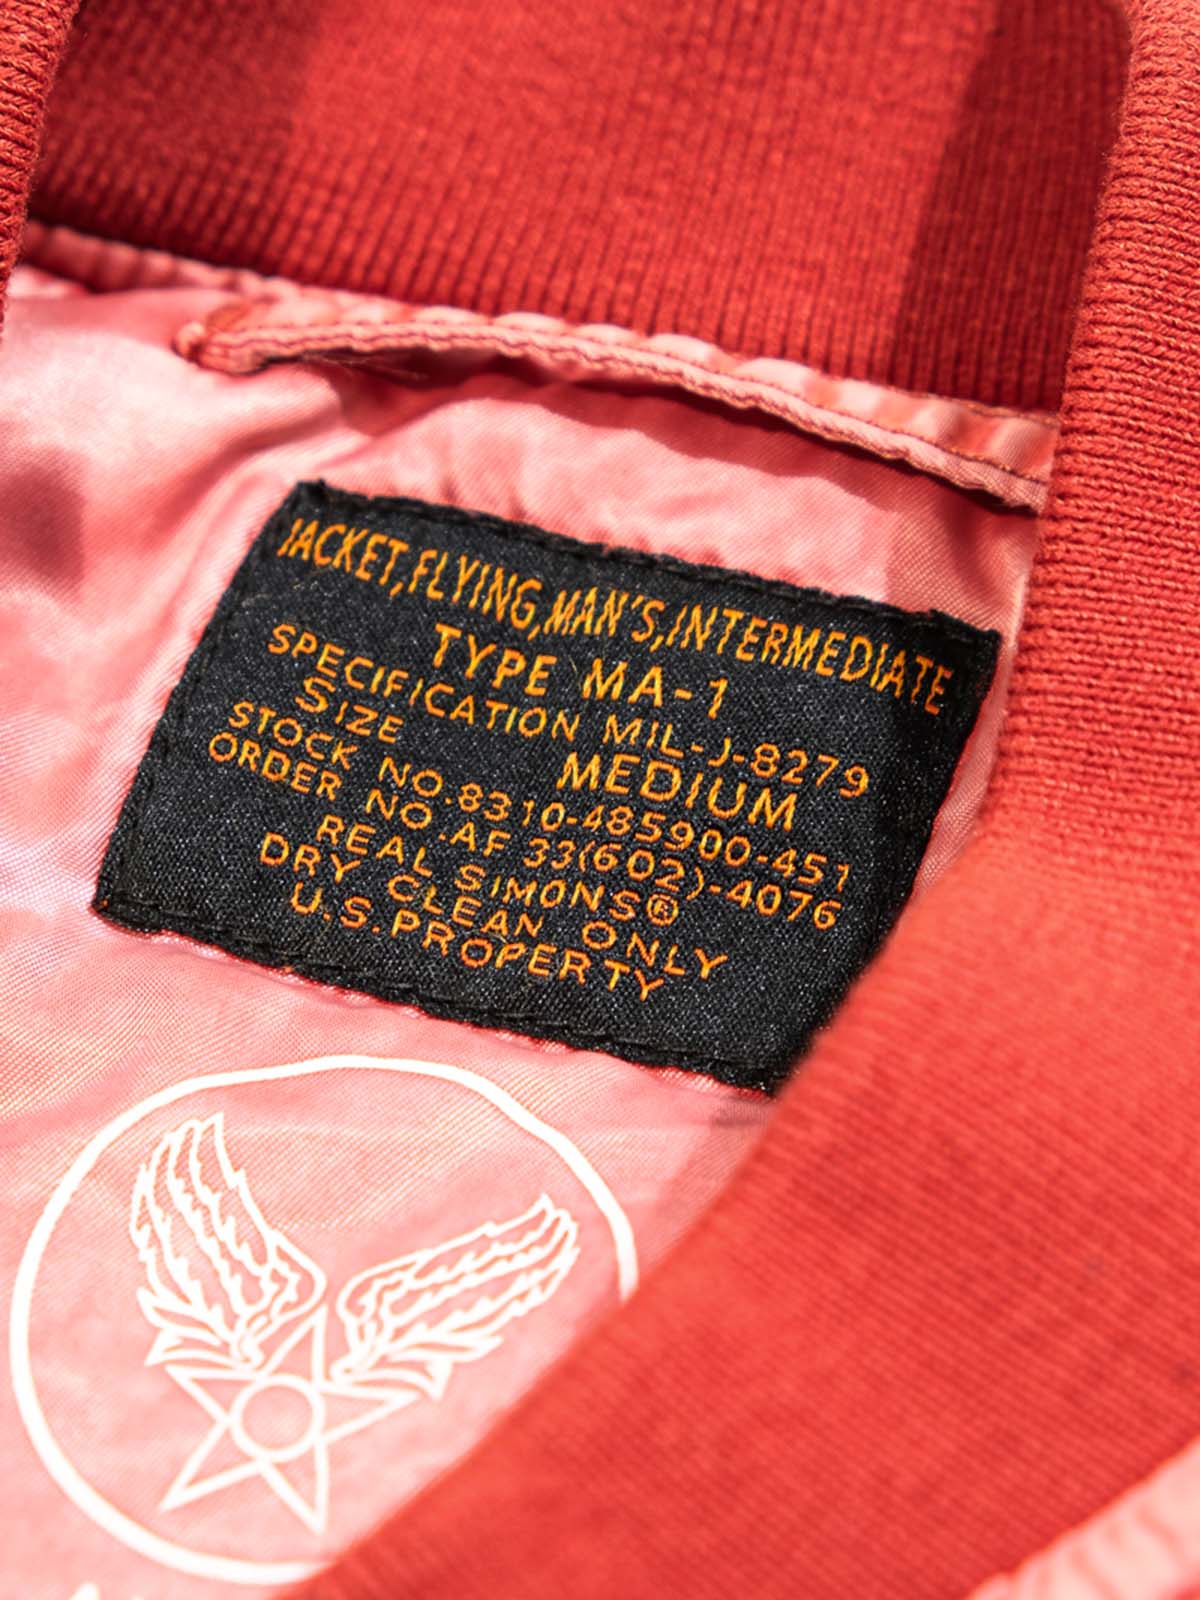 JACKET,FLYING,MAN'S,INTERMEDIATE
TYPE MA-1
SPECIFICATION MIL-J-8279
SIZE MEDIUM
STOCK NO.8310-485900-451
ORDER NO.AF 33(602)-4076
REAL SIMONS®
DRY CLEAN ONLY
U.S.PROPERTY